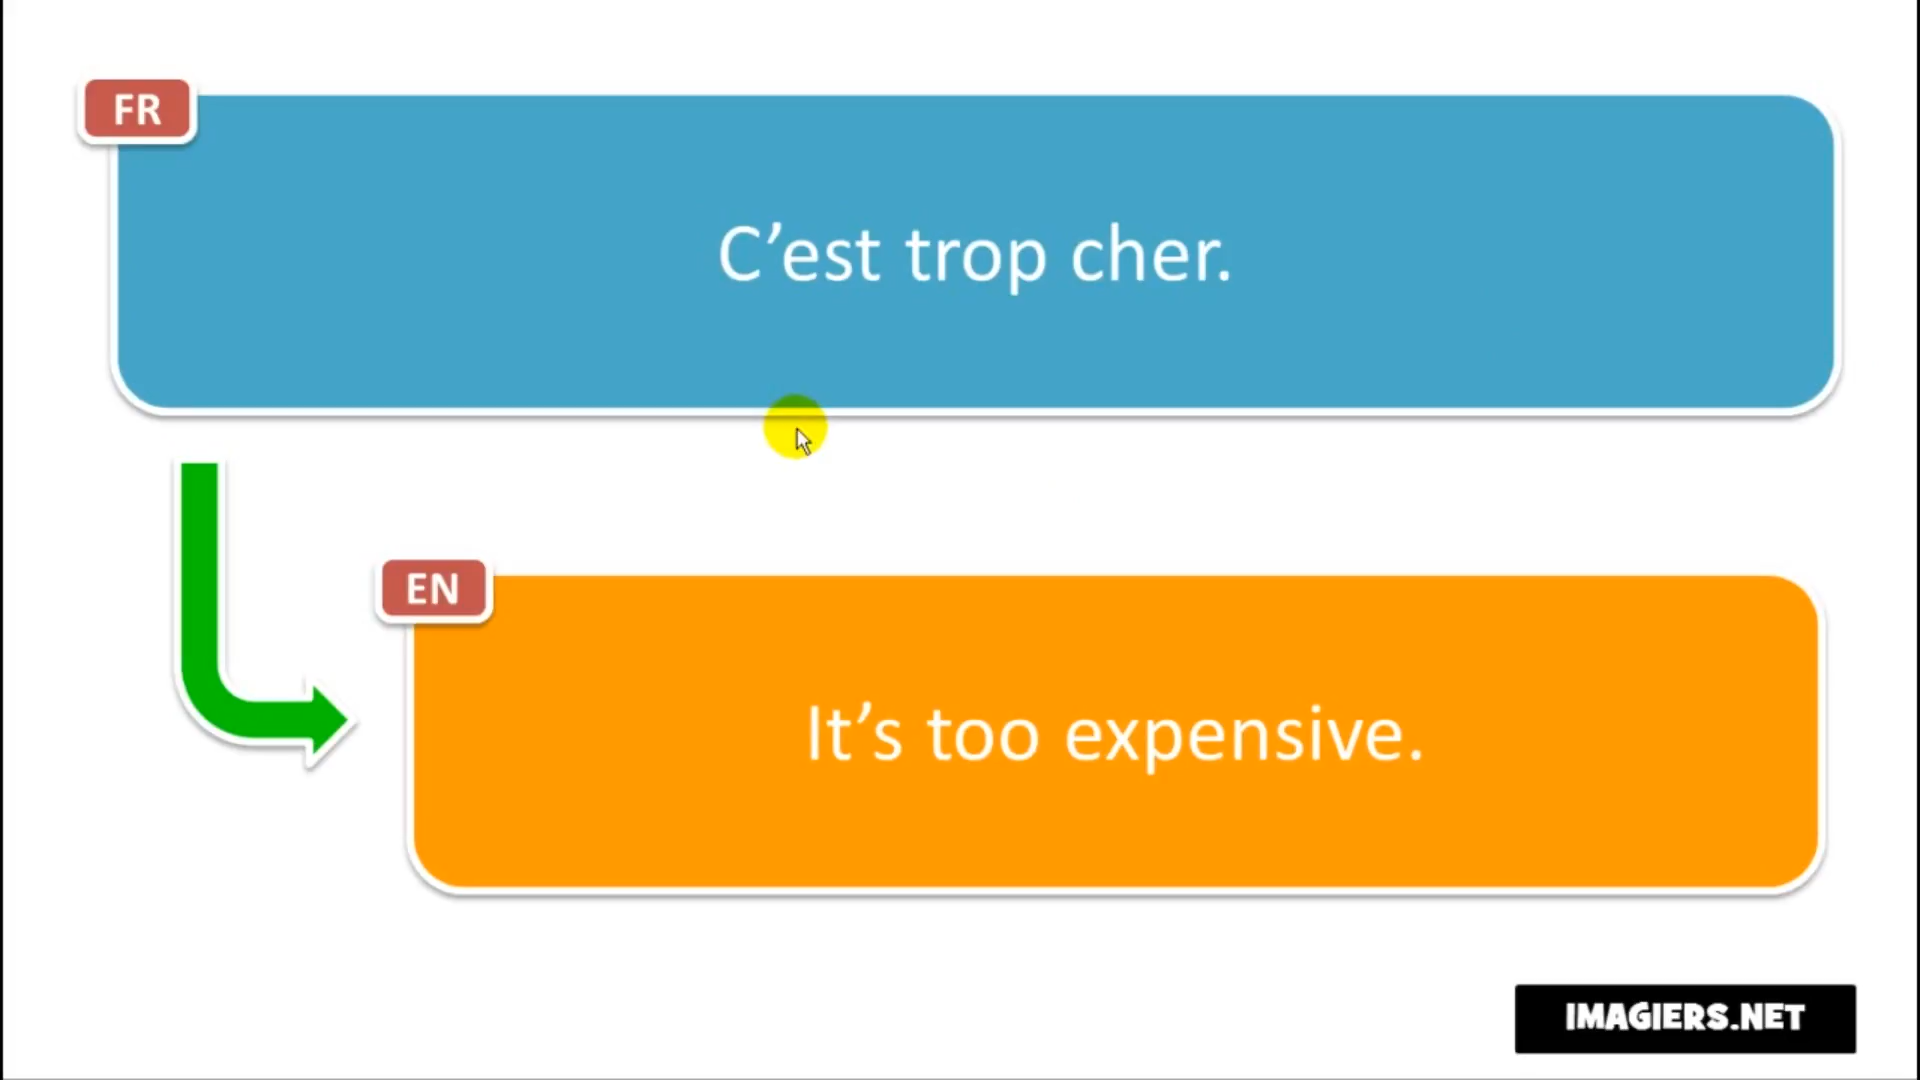 FR
C’est trop cher.
EN
It’s too expensive.
IMAGIERS.NET